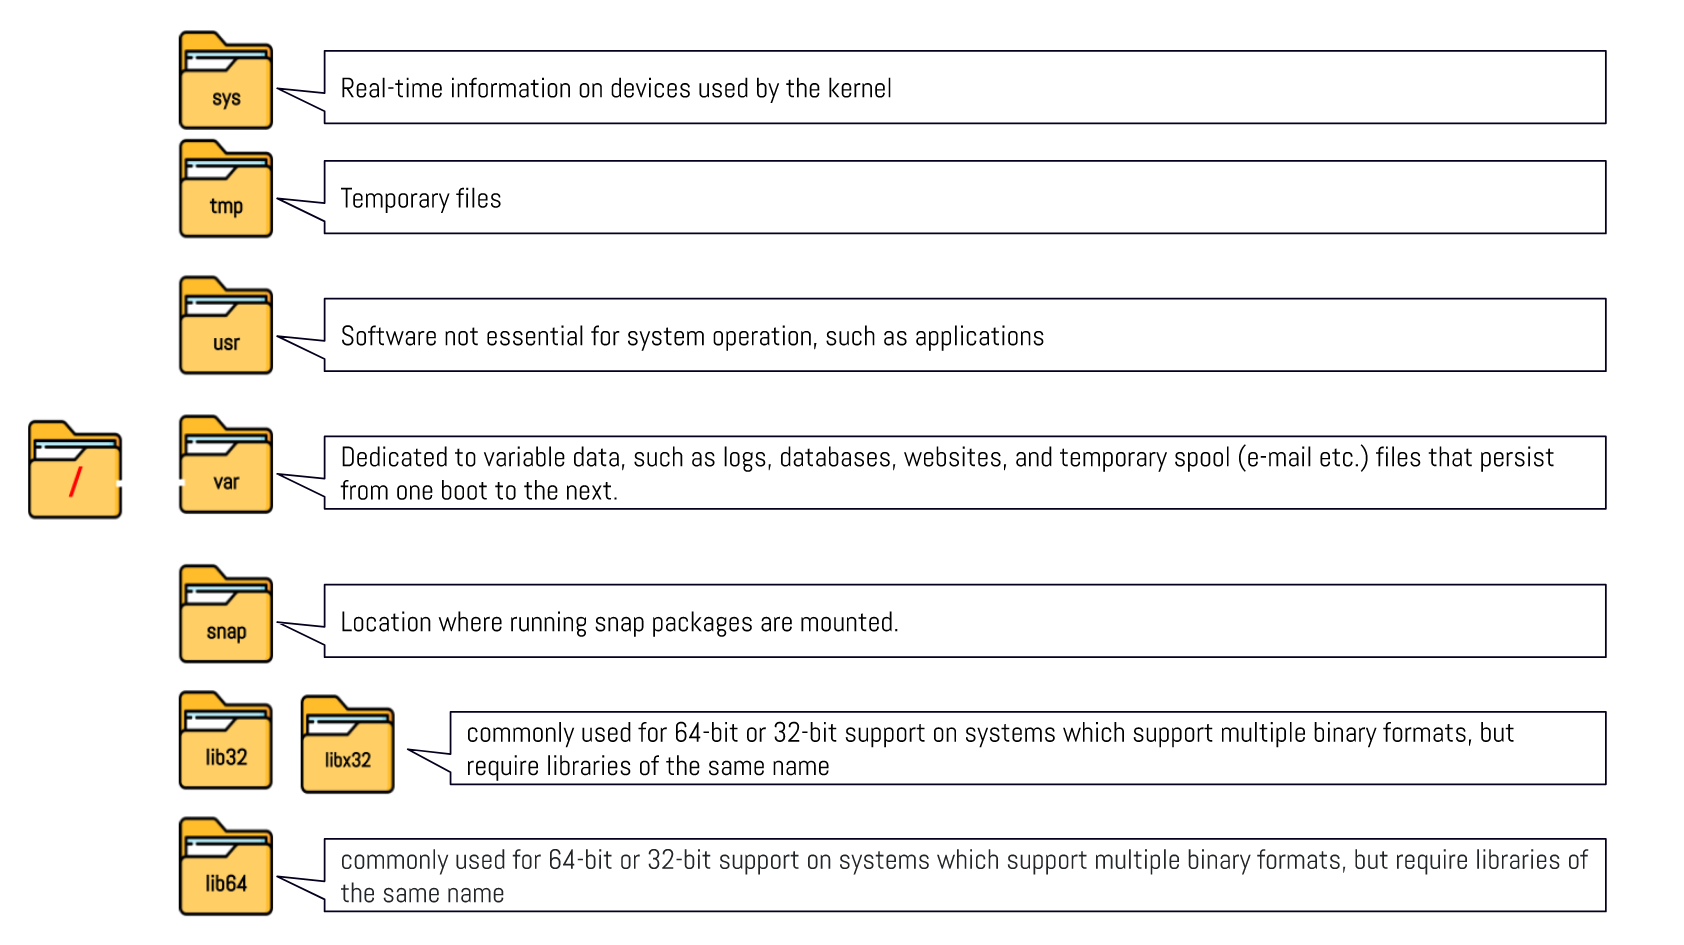 sys
Real-time information on devices used by the kernel
tmp
Temporary files
usr
Software not essential for system operation, such as applications
/
var
Dedicated to variable data, such as logs, databases, websites, and temporary spool (e-mail etc.) files that persist
from one boot to the next.
snap
Location where running snap packages are mounted.
lib32
libx32
commonly used for 64-bit or 32-bit support on systems which support multiple binary formats, but
require libraries of the same name
lib64
commonly used for 64-bit or 32-bit support on systems which support multiple binary formats, but require libraries of
the same name